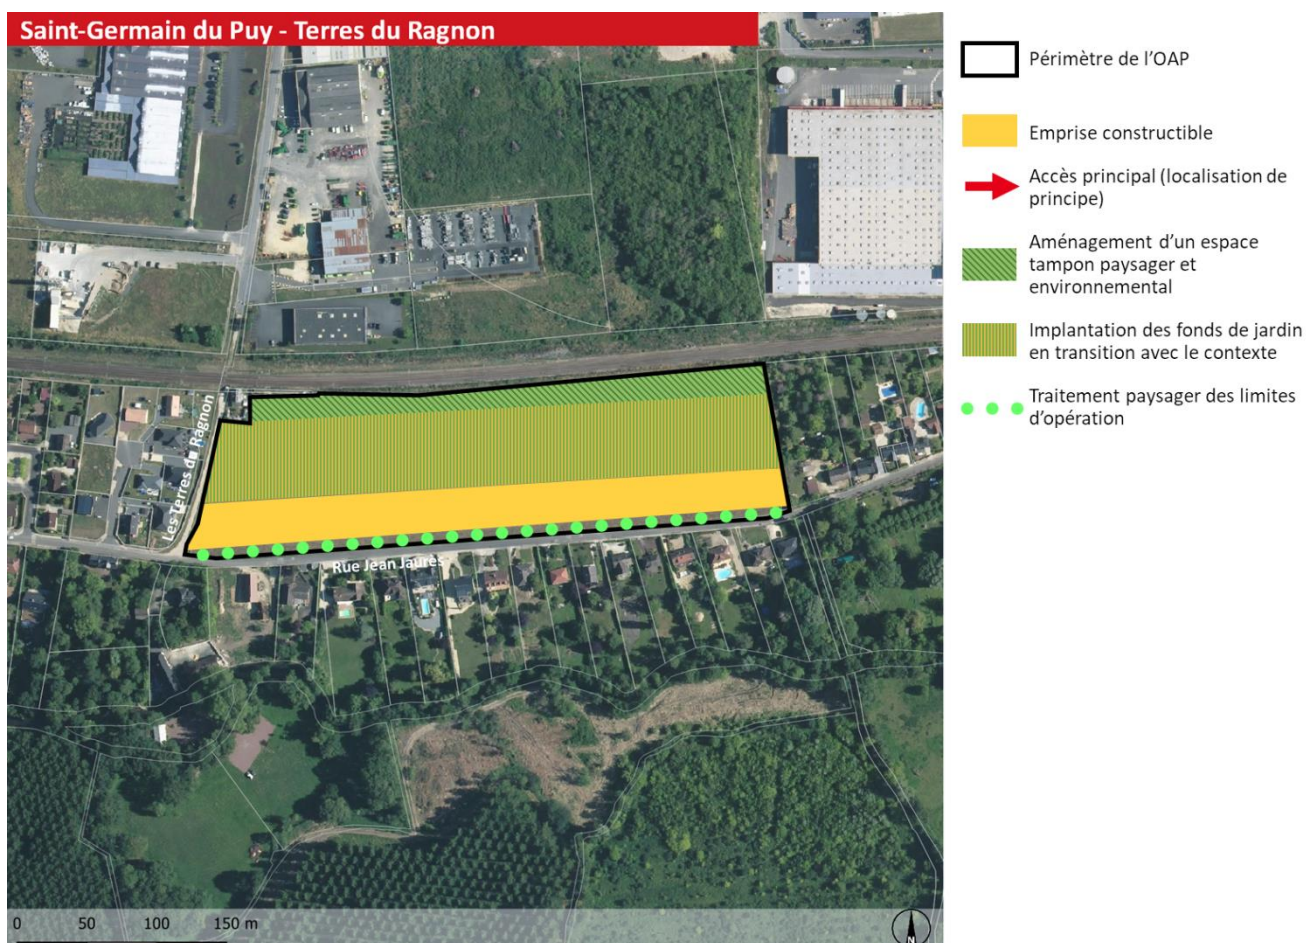 Saint-Germain du Puy - Terres du Ragnon
Périmètre de l’OAP
Emprise constructible
Accès principal (localisation de
principe)
Aménagement d’un espace
tampon paysager et
environnemental
Implantation des fonds de jardin
en transition avec le contexte
Traitement paysager des limites
d’opération
Les Terres du Ragnon
Rue Jean Jaurès
0 50 100 150 m
N